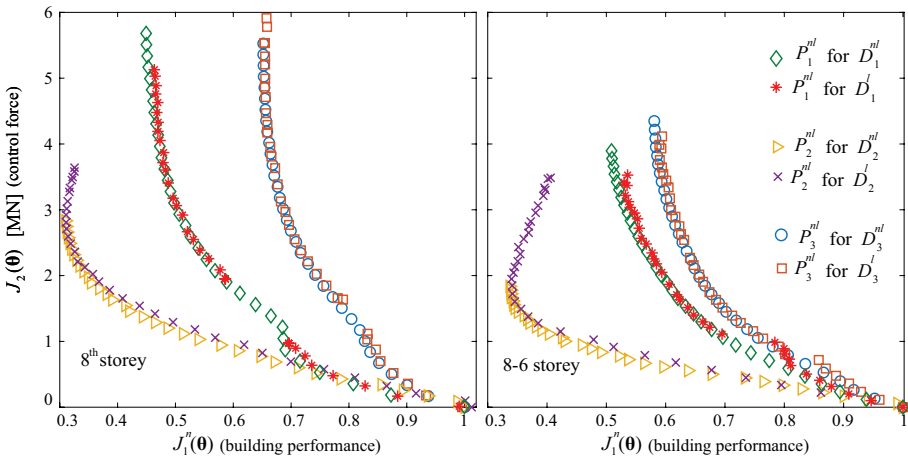 J₂(θ) [MN] (control force)
6
5
4
3
2
1
0
8ᵗʰ storey
0.3 0.4 0.5 0.6 0.7 0.8 0.9 1
J₁ⁿ(θ) (building performance)
P₁ⁿˡ for D₁ⁿˡ
P₁ⁿˡ for D₁ˡ
P₂ⁿˡ for D₂ⁿˡ
P₂ⁿˡ for D₂ˡ
P₃ⁿˡ for D₃ⁿˡ
P₃ⁿˡ for D₃ˡ
8-6 storey
0.3 0.4 0.5 0.6 0.7 0.8 0.9 1
J₁ⁿ(θ) (building performance)